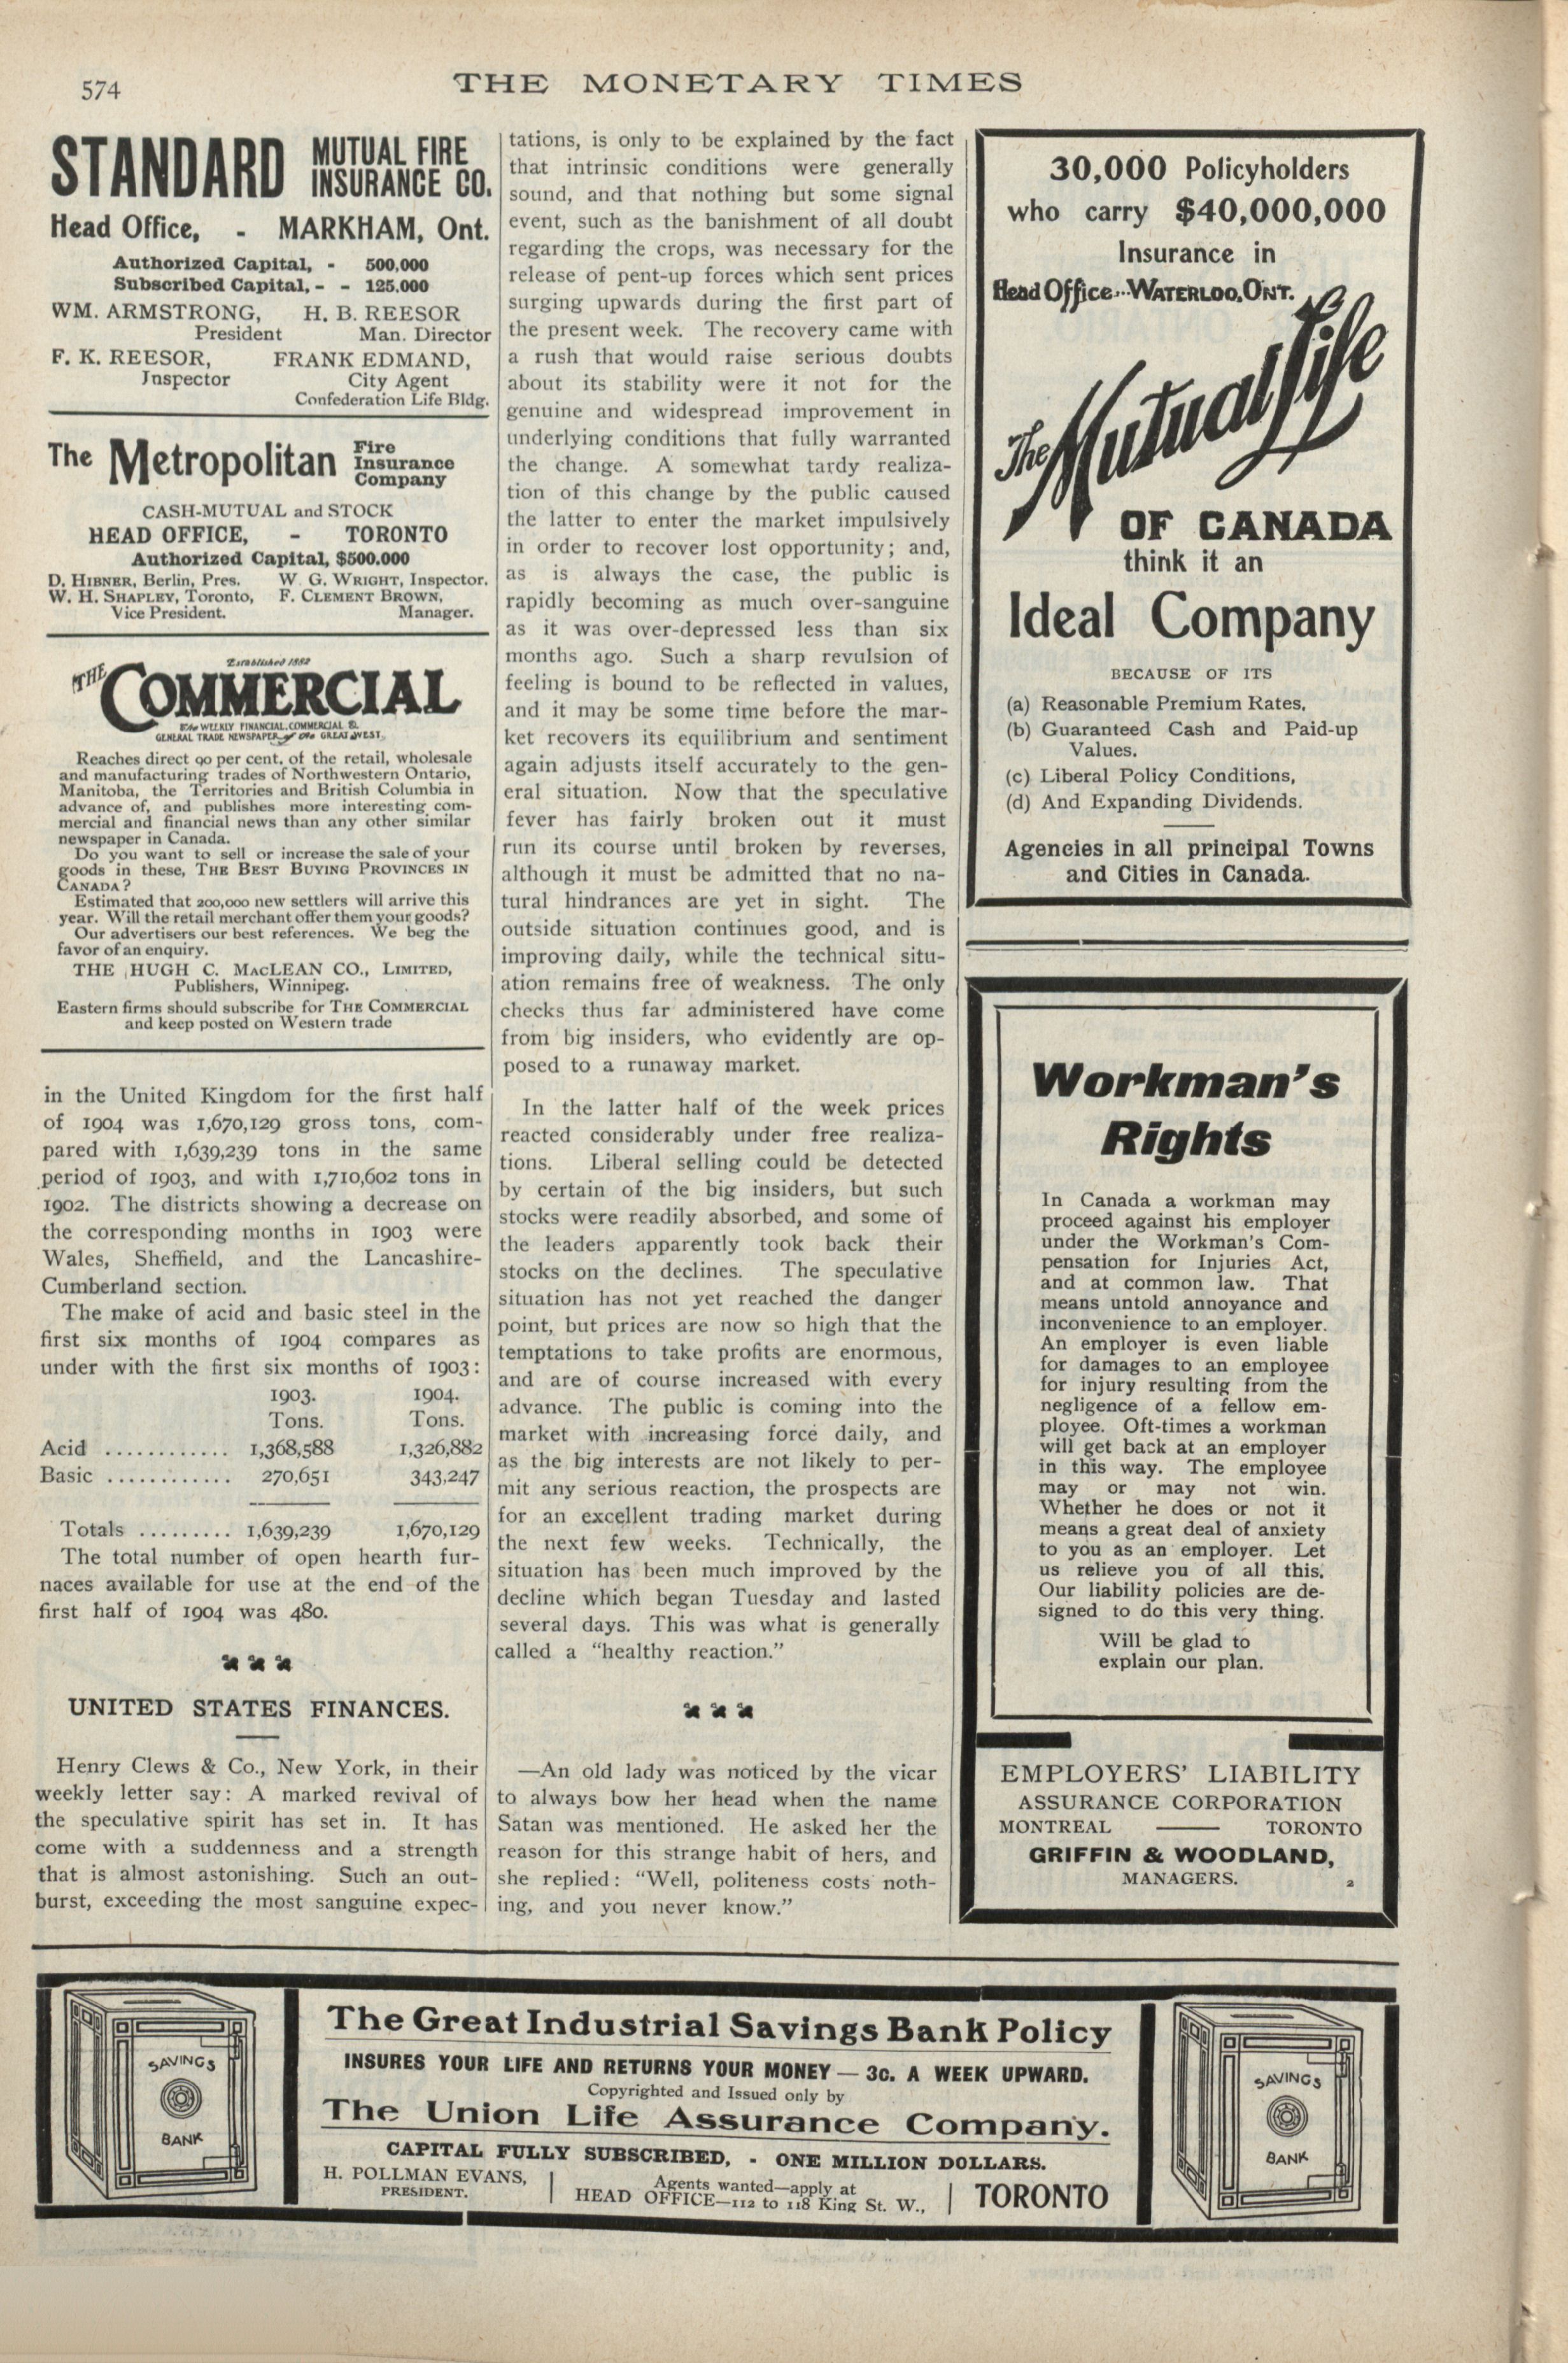 574
THE MONETARY TIMES
STANDARD MUTUAL FIRE
INSURANCE CO.
Head Office, - MARKHAM, Ont.
Authorized Capital, - 500,000
Subscribed Capital, - - 125,000
WM. ARMSTRONG, H. B. REESOR
President Man. Director
F. K. REESOR, FRANK EDMAND,
Inspector City Agent
Confederation Life Bldg.
The Metropolitan Fire
Insurance
Company
CASH-MUTUAL and STOCK
HEAD OFFICE, - TORONTO
Authorized Capital, $500.000
D. HIBNER, Berlin, Pres. W. G. WRIGHT, Inspector.
W. H. SHAPLEY, Toronto, F. CLEMENT BROWN,
Vice President. Manager.
Established 1882
THE COMMERCIAL
The WEEKLY FINANCIAL, COMMERCIAL &
GENERAL TRADE NEWSPAPER of the GREAT WEST.
Reaches direct 90 per cent. of the retail, wholesale
and manufacturing trades of Northwestern Ontario,
Manitoba, the Territories and British Columbia in
advance of, and publishes more interesting com-
mercial and financial news than any other similar
newspaper in Canada.
Do you want to sell or increase the sale of your
goods in these, THE BEST BUYING PROVINCES IN
CANADA?
Estimated that 200,000 new settlers will arrive this
year. Will the retail merchant offer them your goods?
Our advertisers our best references. We beg the
favor of an enquiry.
THE HUGH C. MACLEAN CO., LIMITED,
Publishers, Winnipeg.
Eastern firms should subscribe for THE COMMERCIAL
and keep posted on Western trade
in the United Kingdom for the first half
of 1904 was 1,670,129 gross tons, com-
pared with 1,639,239 tons in the same
period of 1903, and with 1,710,602 tons in
1902. The districts showing a decrease on
the corresponding months in 1903 were
Wales, Sheffield, and the Lancashire-
Cumberland section.
The make of acid and basic steel in the
first six months of 1904 compares as
under with the first six months of 1903:
1903. 1904.
Tons. Tons.
Acid ............ 1,368,588 1,326,882
Basic ............ 270,651 343,247
Totals ......... 1,639,239 1,670,129
The total number of open hearth fur-
naces available for use at the end of the
first half of 1904 was 480.
UNITED STATES FINANCES.
Henry Clews & Co., New York, in their
weekly letter say: A marked revival of
the speculative spirit has set in. It has
come with a suddenness and a strength
that is almost astonishing. Such an out-
burst, exceeding the most sanguine expec-
tations, is only to be explained by the fact
that intrinsic conditions were generally
sound, and that nothing but some signal
event, such as the banishment of all doubt
regarding the crops, was necessary for the
release of pent-up forces which sent prices
surging upwards during the first part of
the present week. The recovery came with
a rush that would raise serious doubts
about its stability were it not for the
genuine and widespread improvement in
underlying conditions that fully warranted
the change. A somewhat tardy realiza-
tion of this change by the public caused
the latter to enter the market impulsively
in order to recover lost opportunity; and,
as is always the case, the public is
rapidly becoming as much over-sanguine
as it was over-depressed less than six
months ago. Such a sharp revulsion of
feeling is bound to be reflected in values,
and it may be some time before the mar-
ket recovers its equilibrium and sentiment
again adjusts itself accurately to the gen-
eral situation. Now that the speculative
fever has fairly broken out it must
run its course until broken by reverses,
although it must be admitted that no na-
tural hindrances are yet in sight. The
outside situation continues good, and is
improving daily, while the technical situ-
ation remains free of weakness. The only
checks thus far administered have come
from big insiders, who evidently are op-
posed to a runaway market.
In the latter half of the week prices
reacted considerably under free realiza-
tions. Liberal selling could be detected
by certain of the big insiders, but such
stocks were readily absorbed, and some of
the leaders apparently took back their
stocks on the declines. The speculative
situation has not yet reached the danger
point, but prices are now so high that the
temptations to take profits are enormous,
and are of course increased with every
advance. The public is coming into the
market with increasing force daily, and
as the big interests are not likely to per-
mit any serious reaction, the prospects are
for an excellent trading market during
the next few weeks. Technically, the
situation has been much improved by the
decline which began Tuesday and lasted
several days. This was what is generally
called a "healthy reaction."
—An old lady was noticed by the vicar
to always bow her head when the name
Satan was mentioned. He asked her the
reason for this strange habit of hers, and
she replied: "Well, politeness costs noth-
ing, and you never know."
30,000 Policyholders
who carry $40,000,000
Insurance in
Head Office... WATERLOO, ONT.
The Mutual Life
OF CANADA
think it an
Ideal Company
BECAUSE OF ITS
(a) Reasonable Premium Rates,
(b) Guaranteed Cash and Paid-up
Values.
(c) Liberal Policy Conditions,
(d) And Expanding Dividends.
Agencies in all principal Towns
and Cities in Canada.
Workman's
Rights
In Canada a workman may
proceed against his employer
under the Workman's Com-
pensation for Injuries Act,
and at common law. That
means untold annoyance and
inconvenience to an employer.
An employer is even liable
for damages to an employee
for injury resulting from the
negligence of a fellow em-
ployee. Oft-times a workman
will get back at an employer
in this way. The employee
may or may not win.
Whether he does or not it
means a great deal of anxiety
to you as an employer. Let
us relieve you of all this.
Our liability policies are de-
signed to do this very thing.
Will be glad to
explain our plan.
EMPLOYERS' LIABILITY
ASSURANCE CORPORATION
MONTREAL —— TORONTO
GRIFFIN & WOODLAND,
MANAGERS. 2
SAVINGS
BANK
The Great Industrial Savings Bank Policy
INSURES YOUR LIFE AND RETURNS YOUR MONEY — 3c. A WEEK UPWARD.
Copyrighted and Issued only by
The Union Life Assurance Company.
CAPITAL FULLY SUBSCRIBED, - ONE MILLION DOLLARS.
H. POLLMAN EVANS,
PRESIDENT.
Agents wanted—apply at
HEAD OFFICE—112 to 118 King St. W.,
TORONTO
SAVINGS
BANK